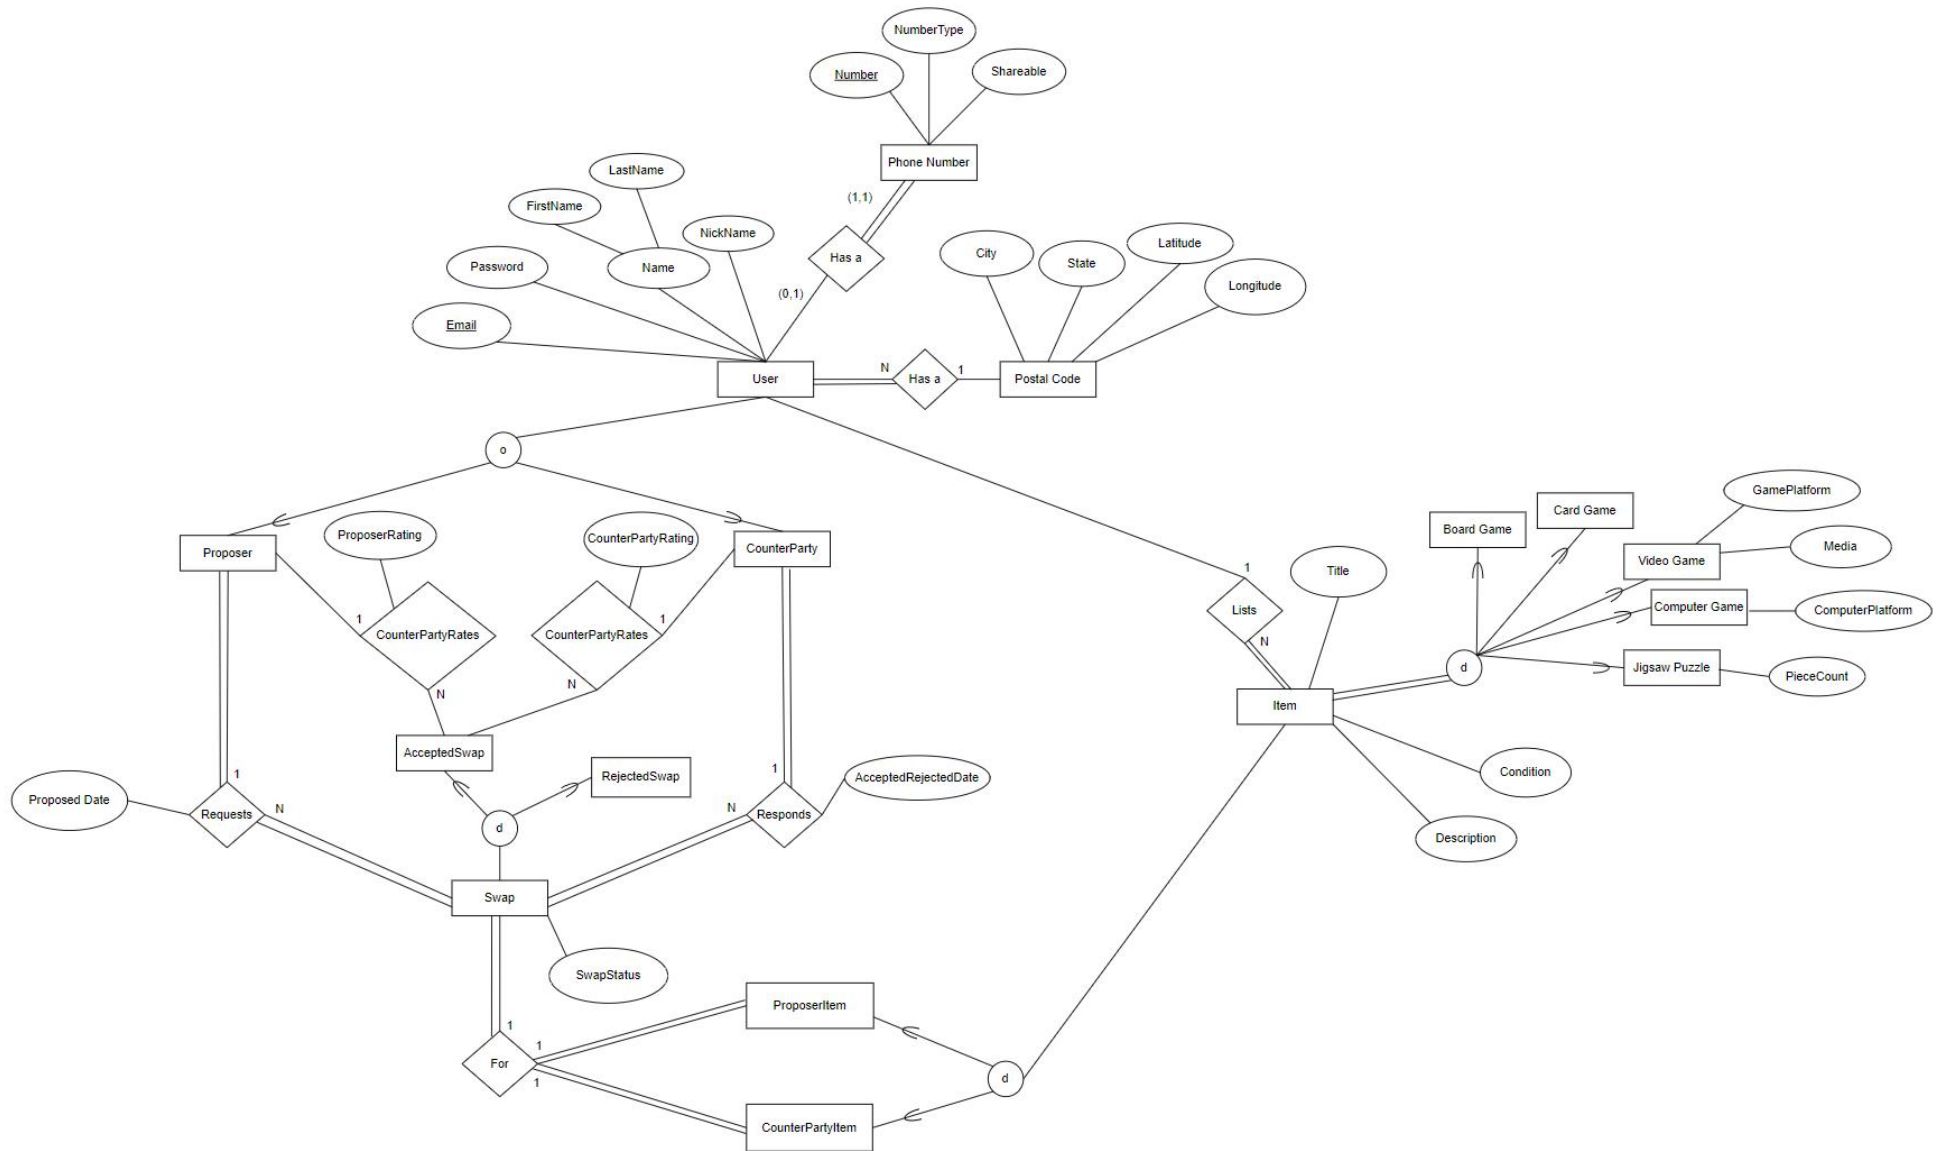 NumberType
Number
Shareable
Phone Number
(1,1)
LastName
FirstName
NickName
Password
Name
Email
Has a
(0,1)
City
State
Latitude
Longitude
User
N
Has a
1
Postal Code
o
Proposer
ProposerRating
CounterPartyRating
CounterParty
1
CounterPartyRates
CounterPartyRates
1
N
N
AcceptedSwap
RejectedSwap
AcceptedRejectedDate
Proposed Date
1
Requests
N
d
N
1
Responds
Swap
SwapStatus
1
For
1
1
ProposerItem
CounterPartyItem
d
1
Lists
N
Title
Item
Condition
Description
d
Board Game
Card Game
GamePlatform
Video Game
Media
Computer Game
ComputerPlatform
Jigsaw Puzzle
PieceCount